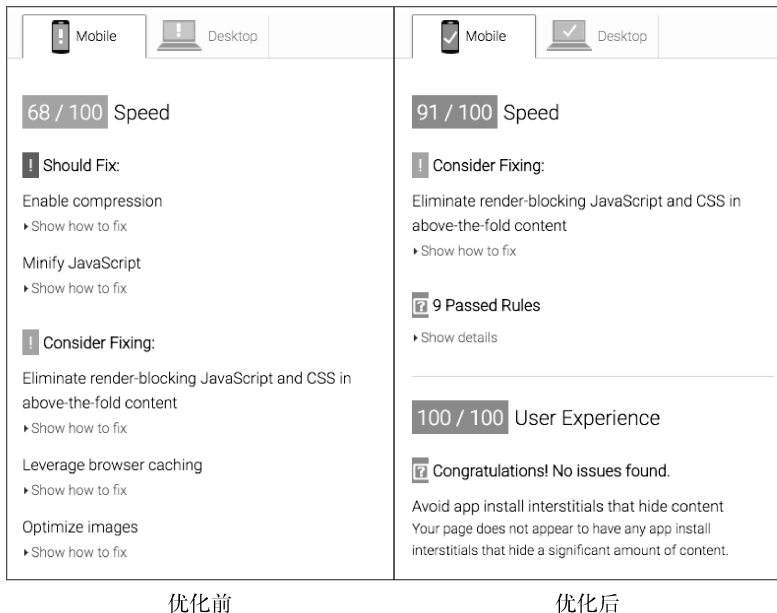 Mobile
Desktop
68 / 100 Speed
! Should Fix:
Enable compression
Show how to fix
Minify JavaScript
Show how to fix
! Consider Fixing:
Eliminate render-blocking JavaScript and CSS in
above-the-fold content
Show how to fix
Leverage browser caching
Show how to fix
Optimize images
Show how to fix
优化前
Mobile
Desktop
91 / 100 Speed
! Consider Fixing:
Eliminate render-blocking JavaScript and CSS in
above-the-fold content
Show how to fix
? 9 Passed Rules
Show details
100 / 100 User Experience
? Congratulations! No issues found.
Avoid app install interstitials that hide content
Your page does not appear to have any app install
interstitials that hide a significant amount of content.
优化后